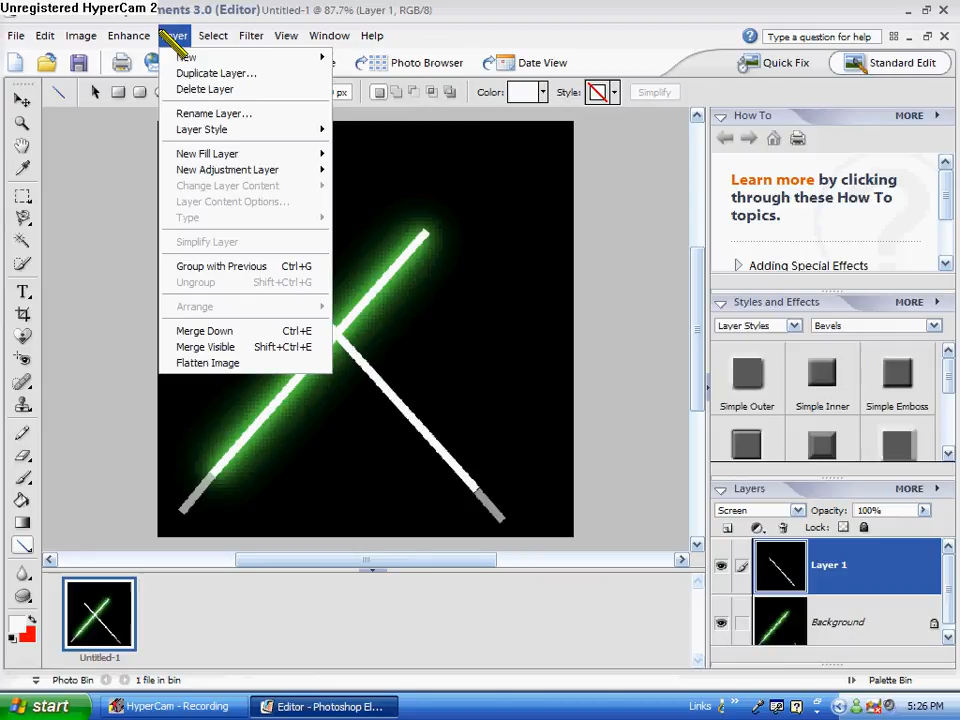 Unregistered HyperCam 2
ments 3.0 (Editor) Untitled-1 @ 87.7% (Layer 1, RGB/8)
File Edit Image Enhance Layer Select Filter View Window Help
Type a question for help
Photo Browser Date View Quick Fix Standard Edit
px Color: Style: Simplify
New
Duplicate Layer...
Delete Layer
Rename Layer...
Layer Style
New Fill Layer
New Adjustment Layer
Change Layer Content
Layer Content Options...
Type
Simplify Layer
Group with Previous Ctrl+G
Ungroup Shift+Ctrl+G
Arrange
Merge Down Ctrl+E
Merge Visible Shift+Ctrl+E
Flatten Image
How To MORE
Learn more by clicking
through these How To
topics.
Adding Special Effects
Styles and Effects MORE
Layer Styles Bevels
Simple Outer Simple Inner Simple Emboss
Layers MORE
Screen Opacity: 100%
Lock:
Layer 1
Background
Untitled-1
Photo Bin 1 file in bin Palette Bin
start HyperCam - Recording Editor - Photoshop El... Links 5:26 PM